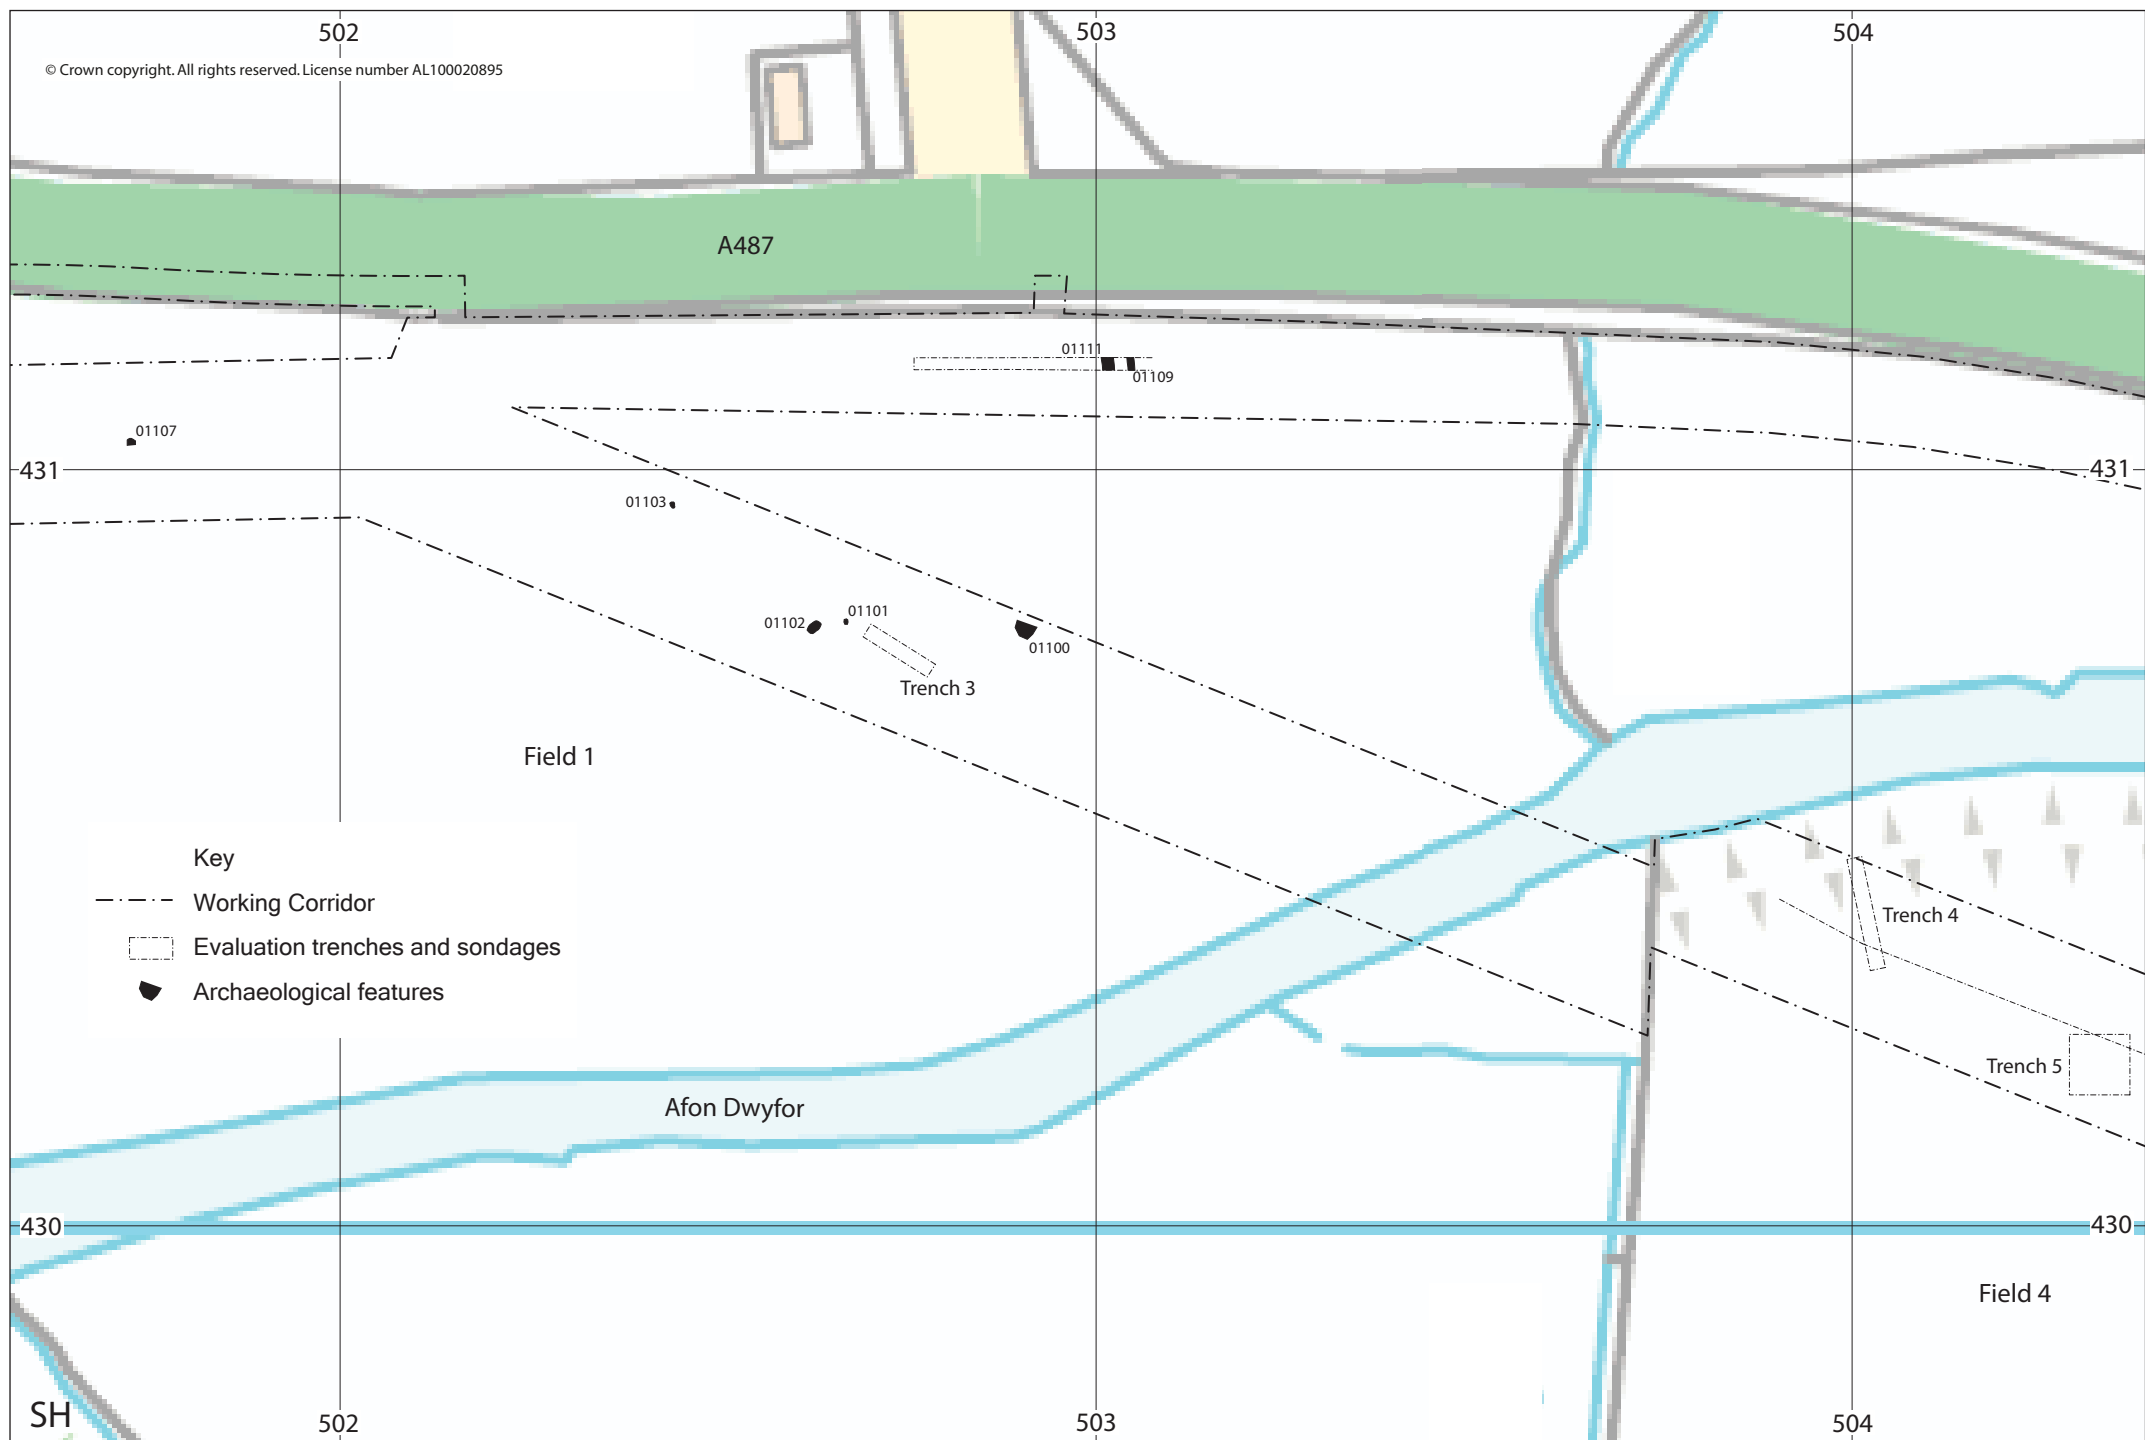 502
503
504
© Crown copyright. All rights reserved. License number AL100020895
A487
01111
01109
01107
431
431
01103
01102
01101
01100
Trench 3
Field 1
Key
Working Corridor
Evaluation trenches and sondages
Archaeological features
Trench 4
Trench 5
Afon Dwyfor
430
430
Field 4
SH
502
503
504